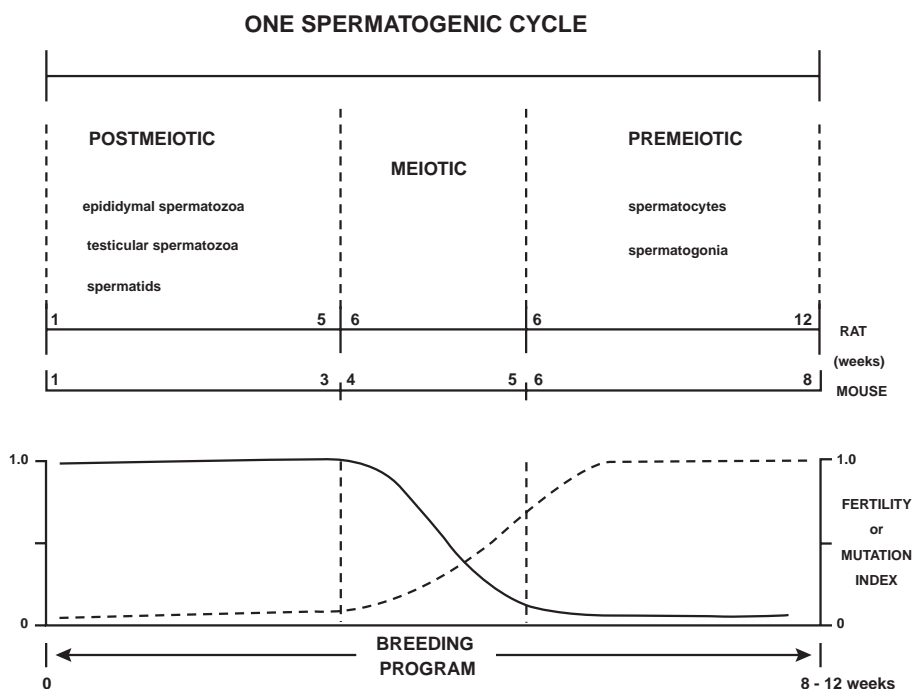 ONE SPERMATOGENIC CYCLE
POSTMEIOTIC
MEIOTIC
PREMEIOTIC
epididymal spermatozoa
testicular spermatozoa
spermatids
spermatocytes
spermatogonia
1 5 6 6 12 RAT
(weeks)
1 3 4 5 6 8 MOUSE
1.0 1.0
FERTILITY
or
MUTATION
INDEX
0 0
BREEDING
PROGRAM
0 8 - 12 weeks